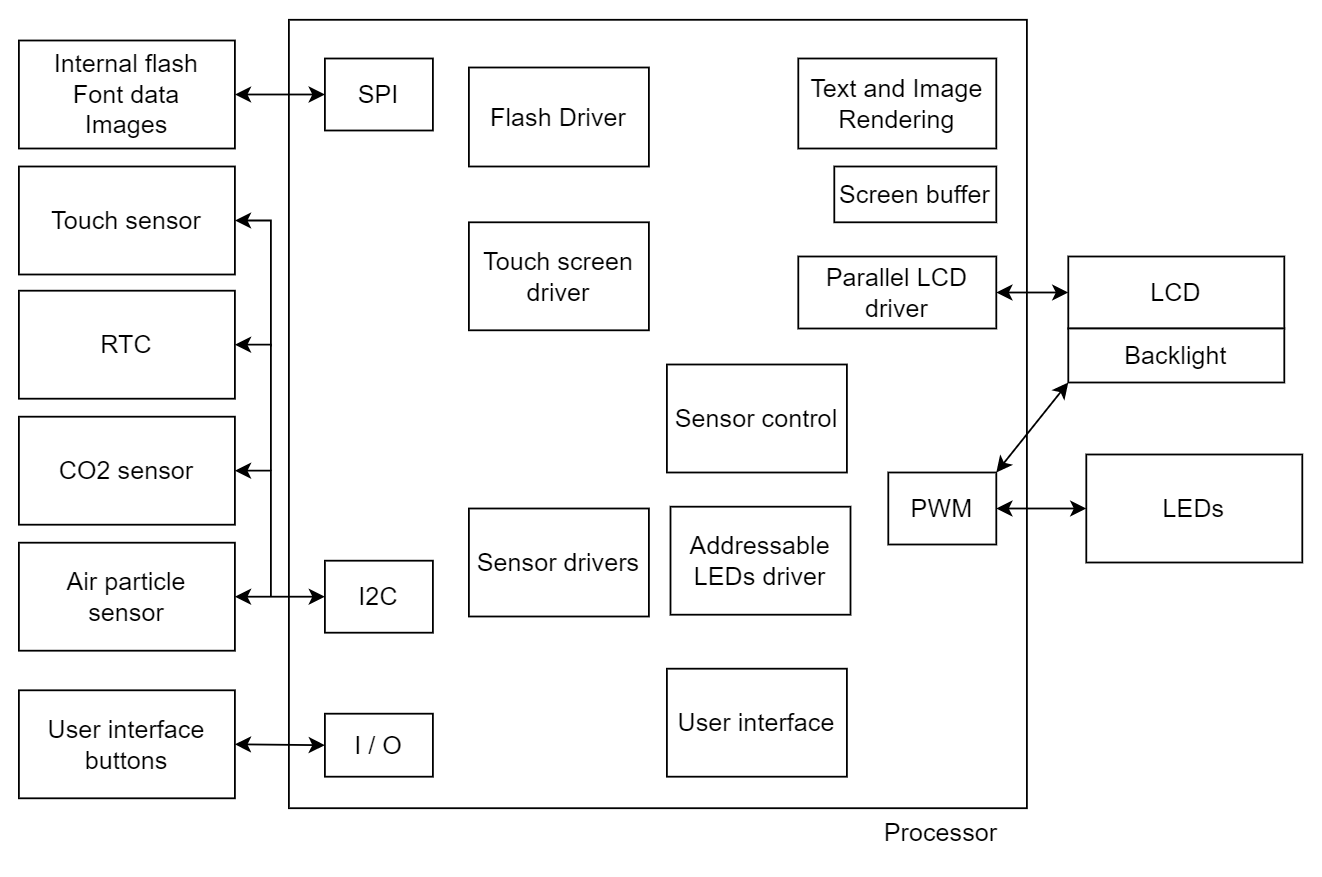 Internal flash
Font data
Images
SPI
Flash Driver
Text and Image
Rendering
Touch sensor
Screen buffer
Touch screen
driver
Parallel LCD
driver
LCD
RTC
Backlight
Sensor control
CO2 sensor
PWM
LEDs
Sensor drivers
Addressable
LEDs driver
Air particle
sensor
I2C
User interface
buttons
I / O
User interface
Processor